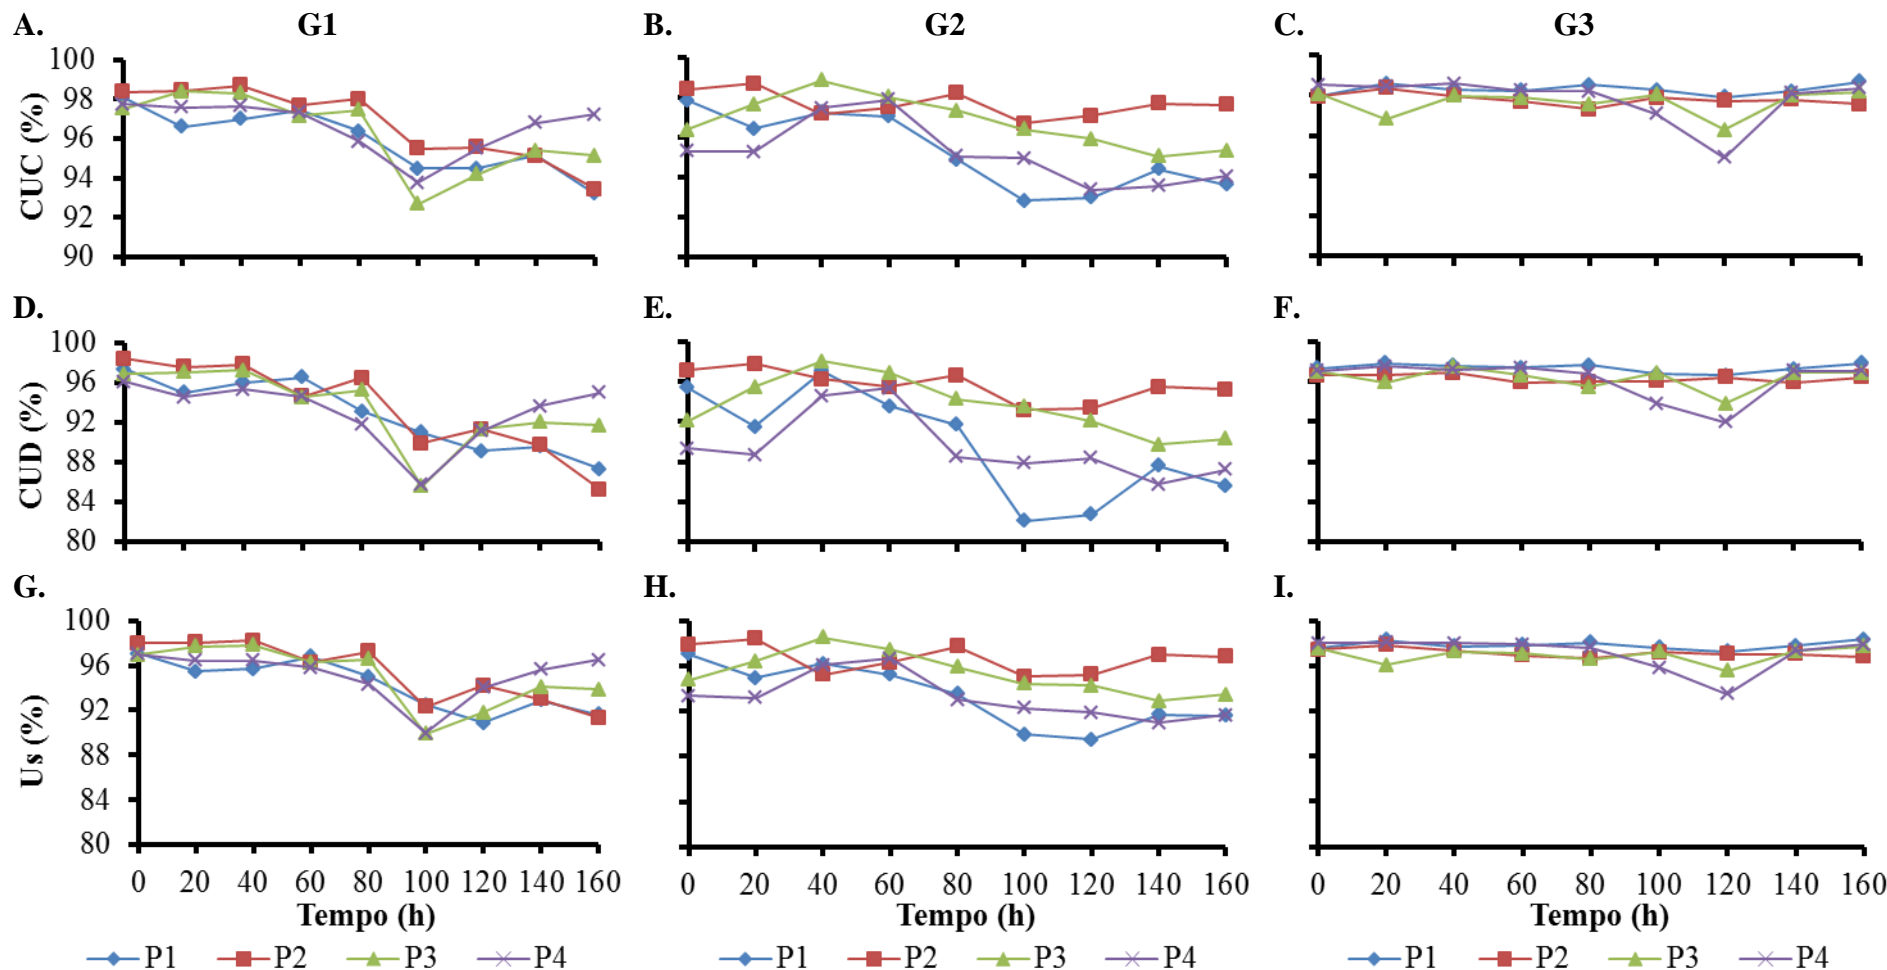 A. G1 B. G2 C. G3
100
98
96
94
92
90
CUC (%)
D. E. F.
100
96
92
88
84
80
CUD (%)
G. H. I.
100
96
92
88
84
80
Us (%)
0 20 40 60 80 100 120 140 160 0 20 40 60 80 100 120 140 160 0 20 40 60 80 100 120 140 160
Tempo (h) Tempo (h) Tempo (h)
P1 P2 P3 P4 P1 P2 P3 P4 P1 P2 P3 P4